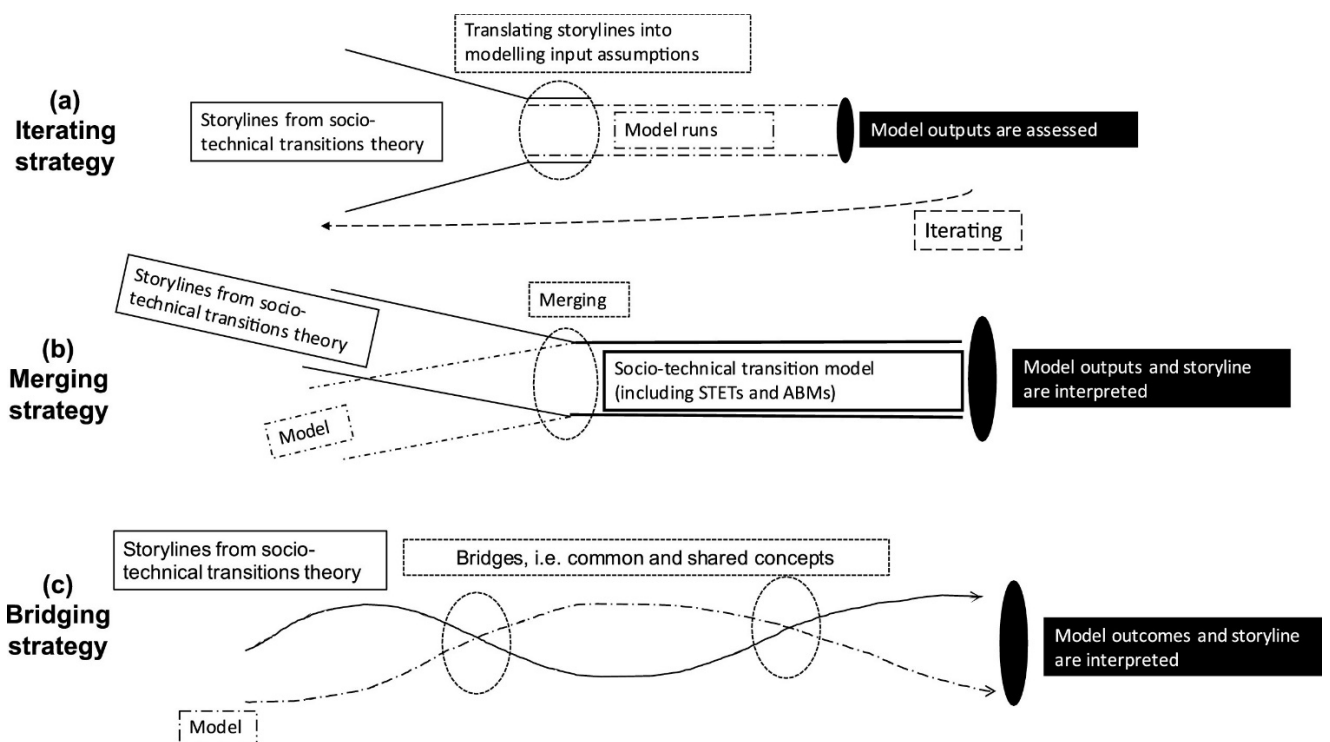 (a)
Iterating
strategy
Translating storylines into
modelling input assumptions
Storylines from socio-
technical transitions theory
Model runs
Model outputs are assessed
Iterating
(b)
Merging
strategy
Storylines from socio-
technical transitions theory
Model
Merging
Socio-technical transition model
(including STETs and ABMs)
Model outputs and storyline
are interpreted
(c)
Bridging
strategy
Storylines from socio-
technical transitions theory
Bridges, i.e. common and shared concepts
Model
Model outcomes and storyline
are interpreted